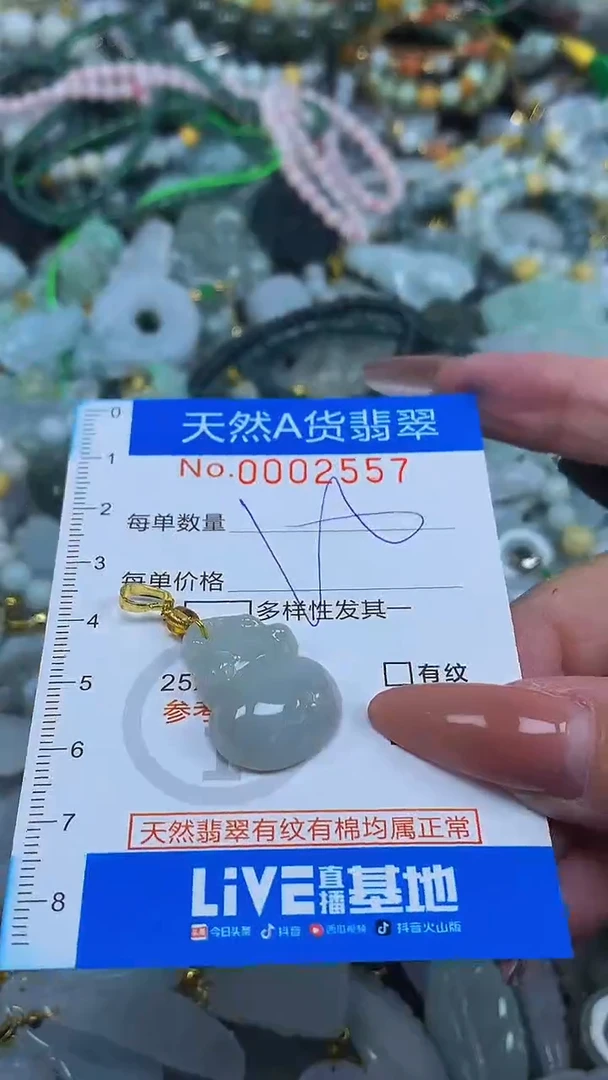 0
天然A货翡翠
1
No.0002557
2
每单数量
3
每单价格
4
多样性发其一
5
25
有纹
参考
6
7
天然翡翠有纹有棉均属正常
8
LiVE直播基地
今日头条 抖音 西瓜视频 抖音火山版